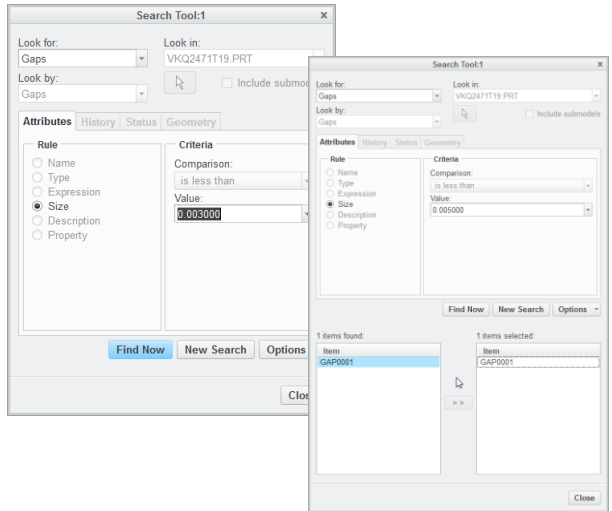 Search Tool:1 x
Look for: Look in:
Gaps VKQ2471T19.PRT
Look by:
Gaps Include submod
Attributes History Status Geometry
Rule Criteria
Name Comparison:
Type is less than
Expression Value:
Size 0.003000
Description
Property
Find Now New Search Options
Clos
Search Tool:1 x
Look for: Look in:
Gaps VKQ2471T19.PRT
Look by:
Gaps Include submodels
Attributes History Status Geometry
Rule Criteria
Name Comparison:
Type is less than
Expression Value:
Size 0.005000
Description
Property
Find Now New Search Options
1 items found: 1 items selected:
Item Item
GAP0001 GAP0001
>>
Close